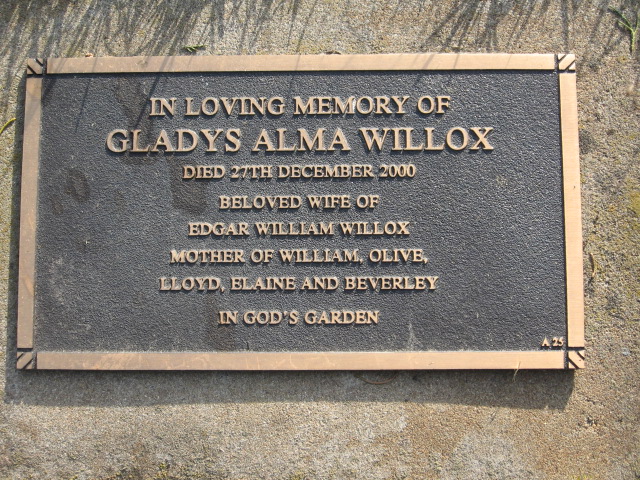 IN LOVING MEMORY OF
GLADYS ALMA WILLOX
DIED 27TH DECEMBER 2000
BELOVED WIFE OF
EDGAR WILLIAM WILLOX
MOTHER OF WILLIAM, OLIVE,
LLOYD, ELAINE AND BEVERLEY
IN GOD'S GARDEN
A 25